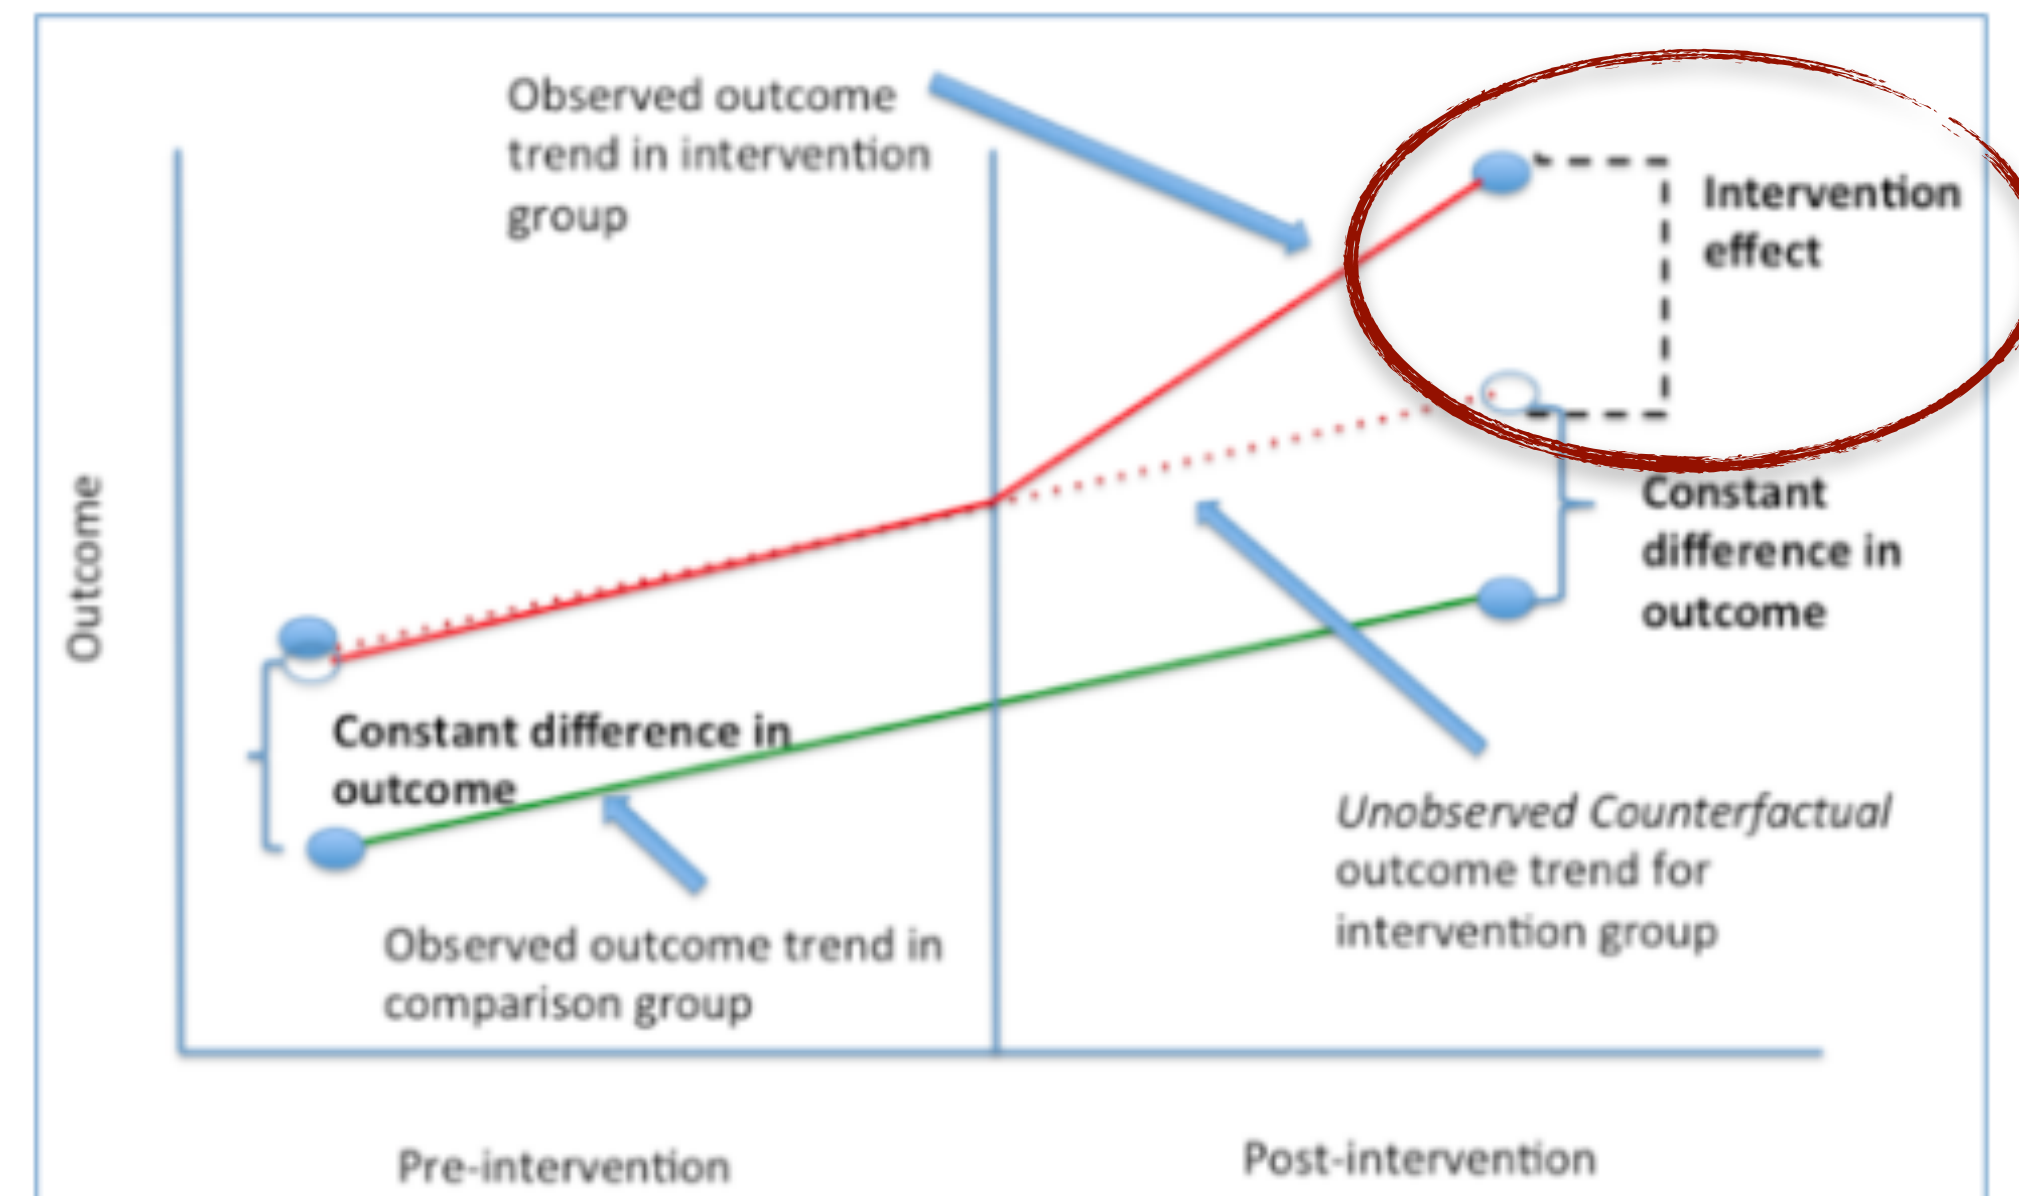 Observed outcome
trend in intervention
group
Intervention
effect
Outcome
Constant
difference in
outcome
Constant difference in
outcome
Unobserved Counterfactual
outcome trend for
intervention group
Observed outcome trend in
comparison group
Pre-intervention
Post-intervention